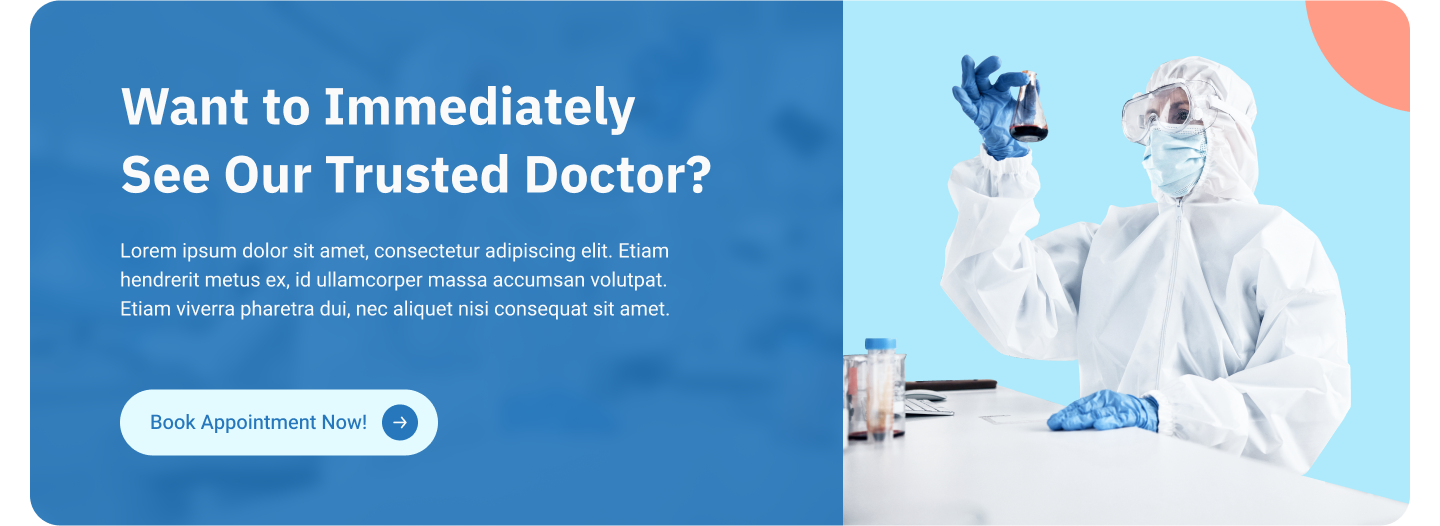 Want to Immediately
See Our Trusted Doctor?
Lorem ipsum dolor sit amet, consectetur adipiscing elit. Etiam
hendrerit metus ex, id ullamcorper massa accumsan volutpat.
Etiam viverra pharetra dui, nec aliquet nisi consequat sit amet.
Book Appointment Now!